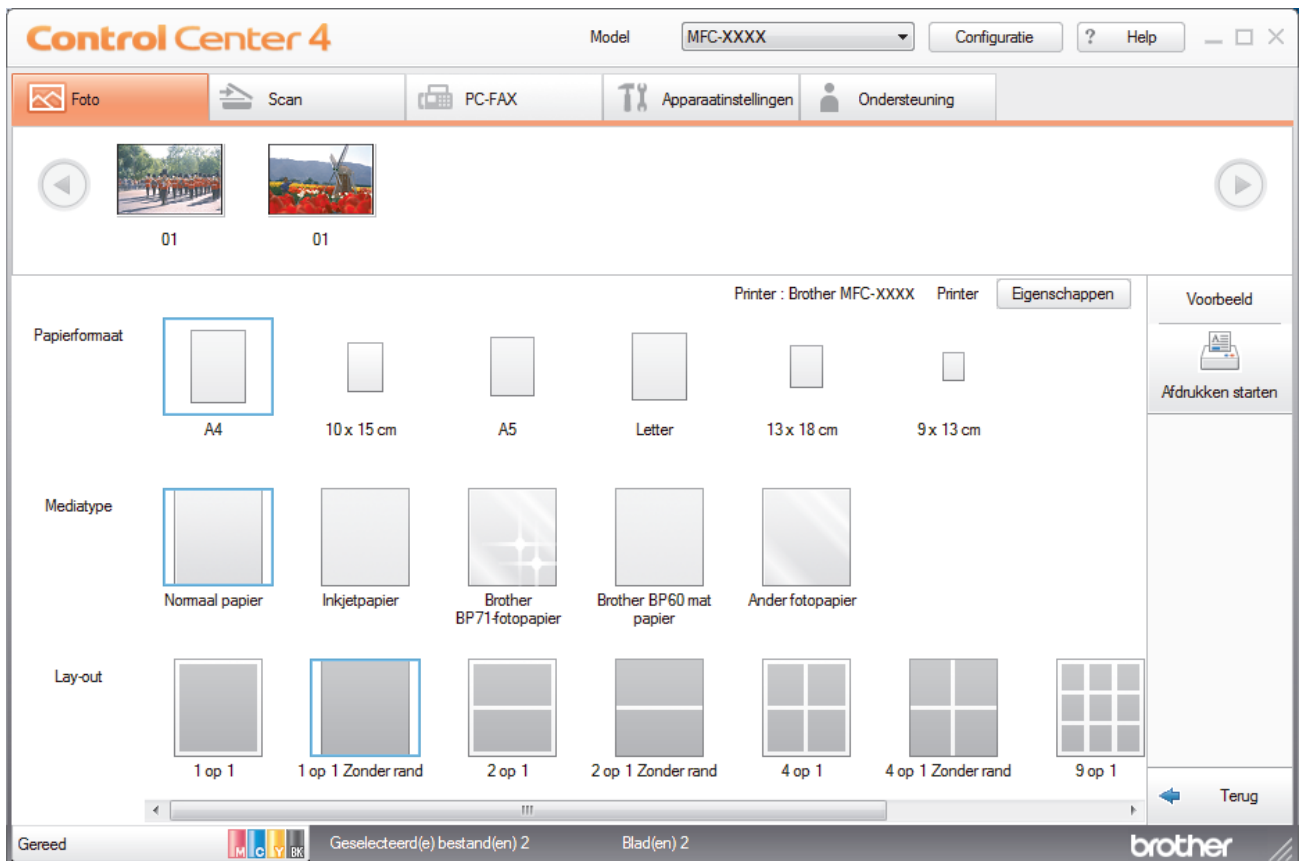 Control Center 4
Model MFC-XXXX Configuratie ? Help
Foto Scan PC-FAX Apparaatinstellingen Ondersteuning
01 01
Printer : Brother MFC-XXXX Printer Eigenschappen Voorbeeld
Papierformaat
Afdrukken starten
A4 10 x 15 cm A5 Letter 13 x 18 cm 9 x 13 cm
Mediatype
Normaal papier Inkjetpapier Brother BP71-fotopapier Brother BP60 mat papier Ander fotopapier
Lay-out
1 op 1 1 op 1 Zonder rand 2 op 1 2 op 1 Zonder rand 4 op 1 4 op 1 Zonder rand 9 op 1
Terug
Gereed M C Y BK Geselecteerd(e) bestand(en) 2 Blad(en) 2 brother